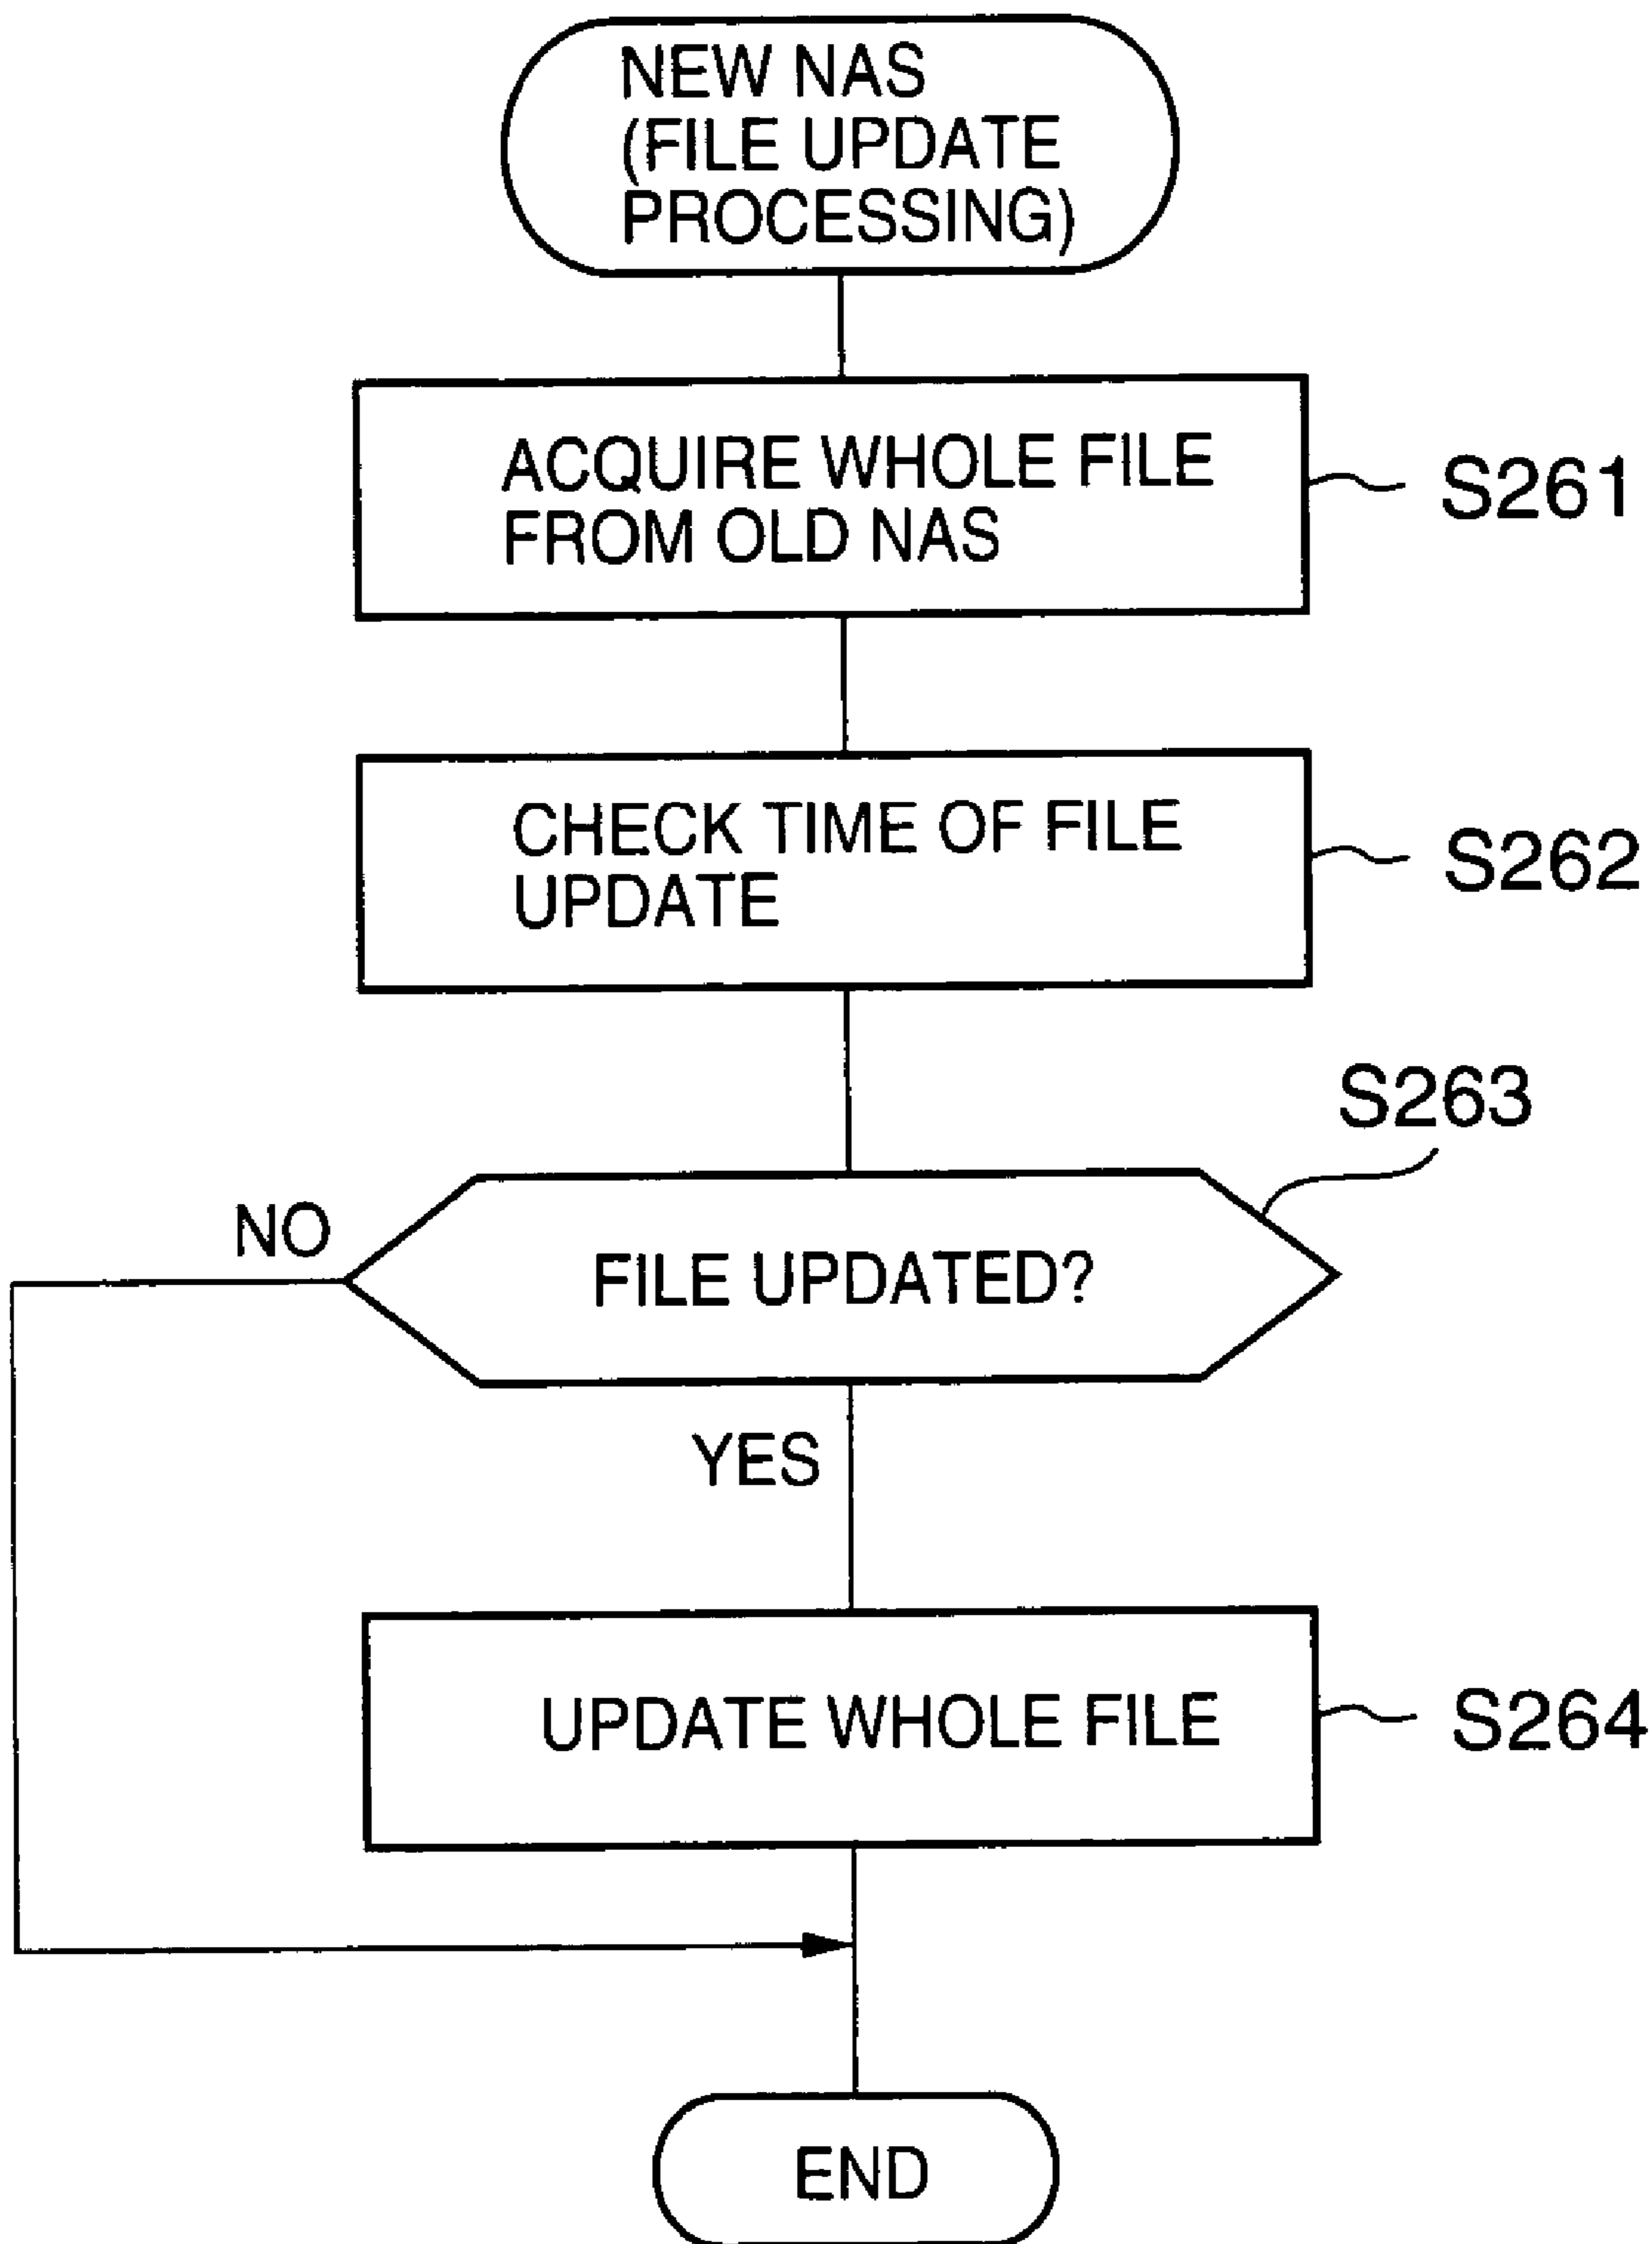 NEW NAS
(FILE UPDATE
PROCESSING)
ACQUIRE WHOLE FILE
FROM OLD NAS
S261
CHECK TIME OF FILE
UPDATE
S262
S263
NO
FILE UPDATED?
YES
UPDATE WHOLE FILE
S264
END